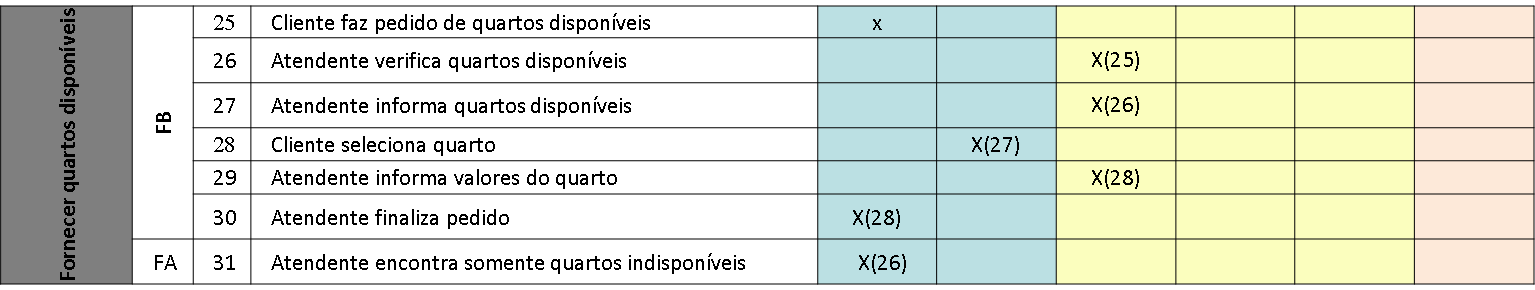 Fornecer quartos disponíveis
FB
25 Cliente faz pedido de quartos disponíveis x
26 Atendente verifica quartos disponíveis X(25)
27 Atendente informa quartos disponíveis X(26)
28 Cliente seleciona quarto X(27)
29 Atendente informa valores do quarto X(28)
30 Atendente finaliza pedido X(28)
FA 31 Atendente encontra somente quartos indisponíveis X(26)